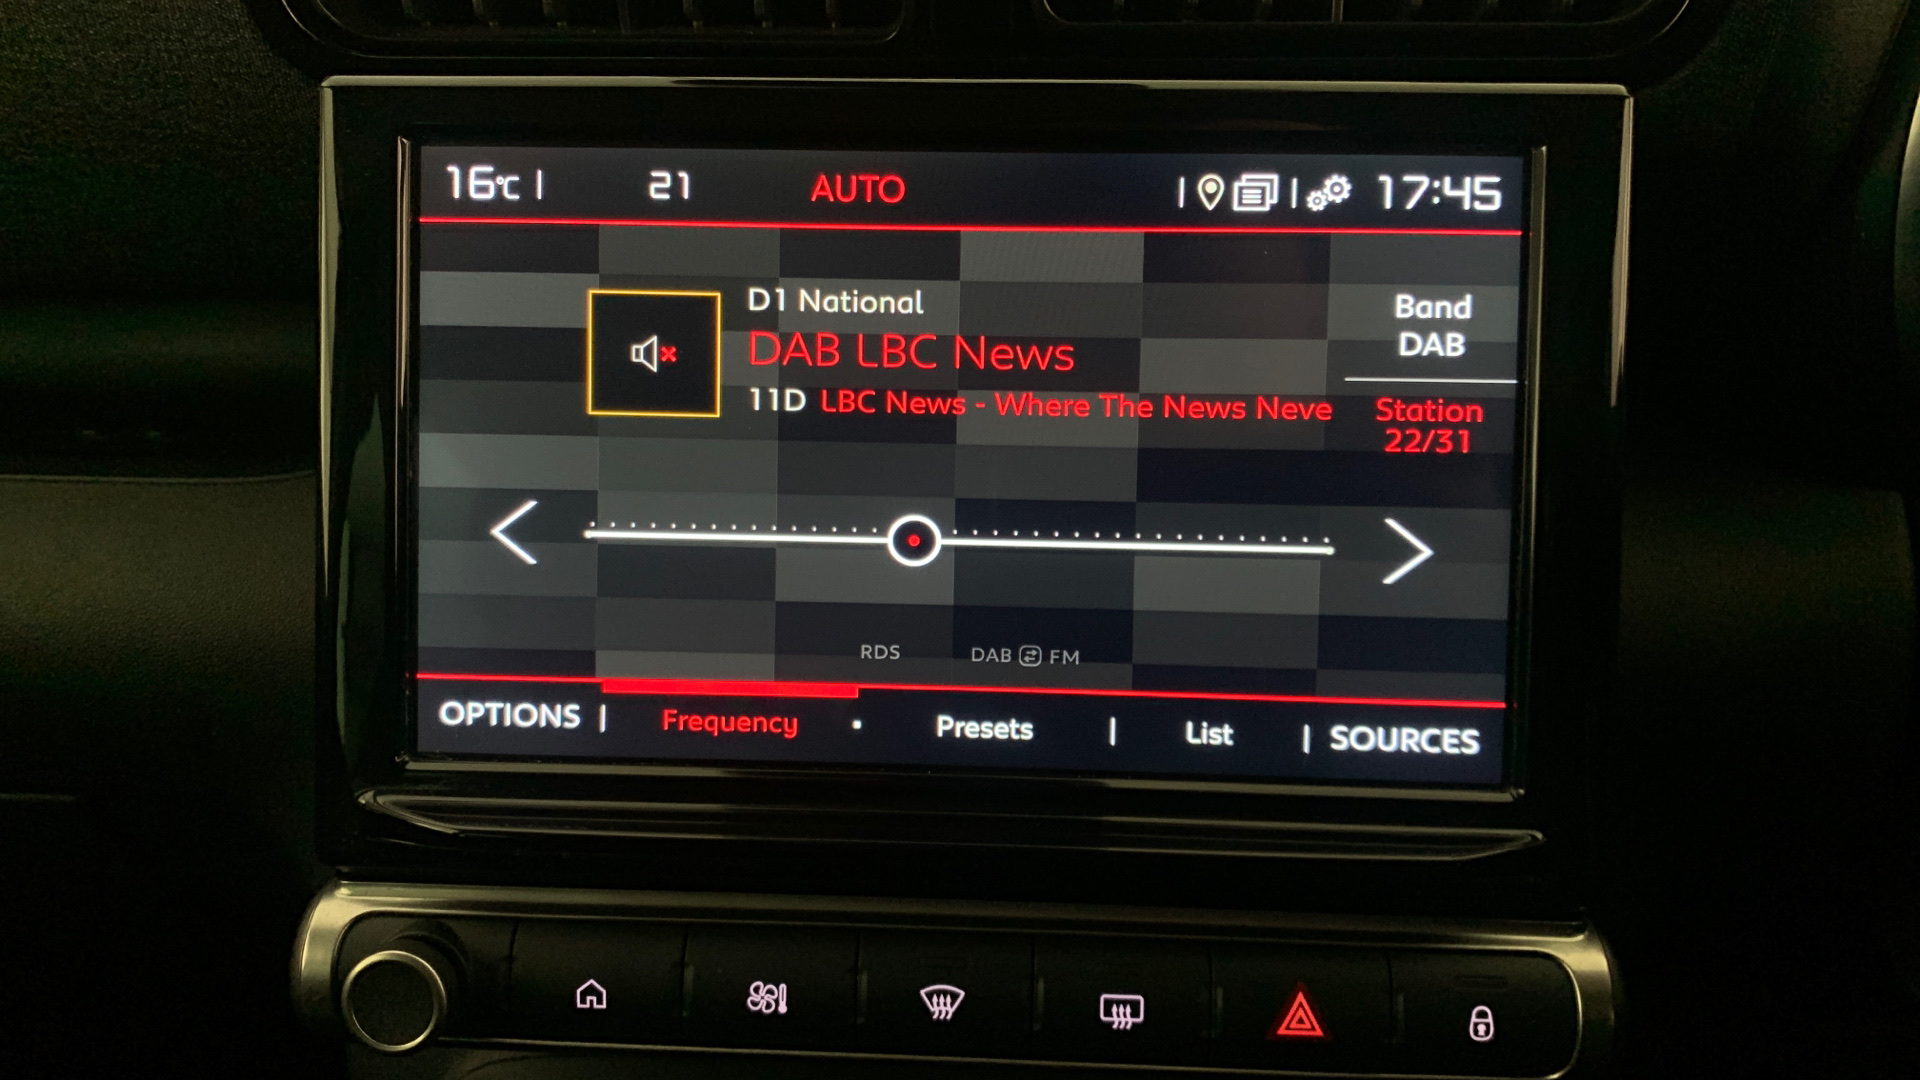 16°C | 21 AUTO 17:45
D1 National
DAB LBC News
11D LBC News - Where The News Neve
Band
DAB
Station
22/31
RDS DAB FM
OPTIONS | Frequency • Presets | List | SOURCES